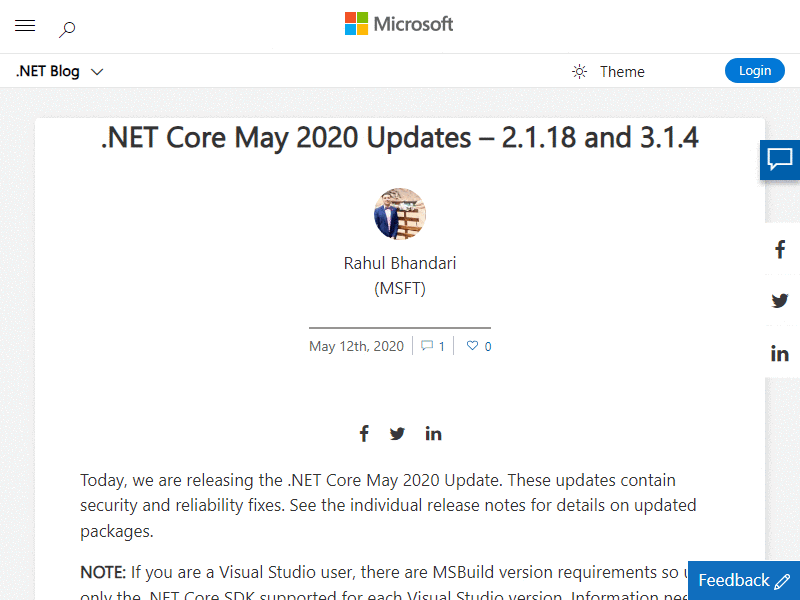 Microsoft
.NET Blog
Theme
Login
.NET Core May 2020 Updates – 2.1.18 and 3.1.4
Rahul Bhandari
(MSFT)
May 12th, 2020
1
0
Today, we are releasing the .NET Core May 2020 Update. These updates contain
security and reliability fixes. See the individual release notes for details on updated
packages.
NOTE: If you are a Visual Studio user, there are MSBuild version requirements so
only the .NET Core SDK supported for each Visual Studio version. Information
Feedback